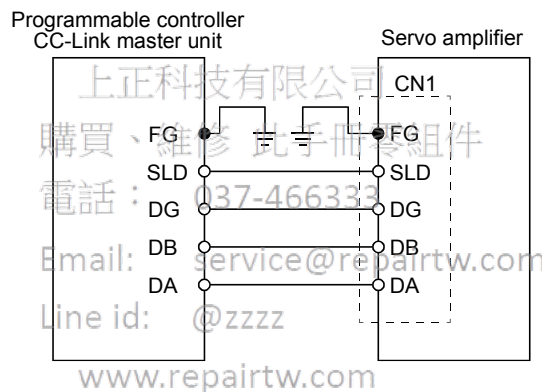 Programmable controller
CC-Link master unit
Servo amplifier
上正科技有限公司
CN1
購買、維修 此手冊零組件
FG
FG
SLD
SLD
電話： 037-466333
DG
DG
DB
DB
Email: service@repairtw.com
DA
DA
Line id: @zzzz
www.repairtw.com